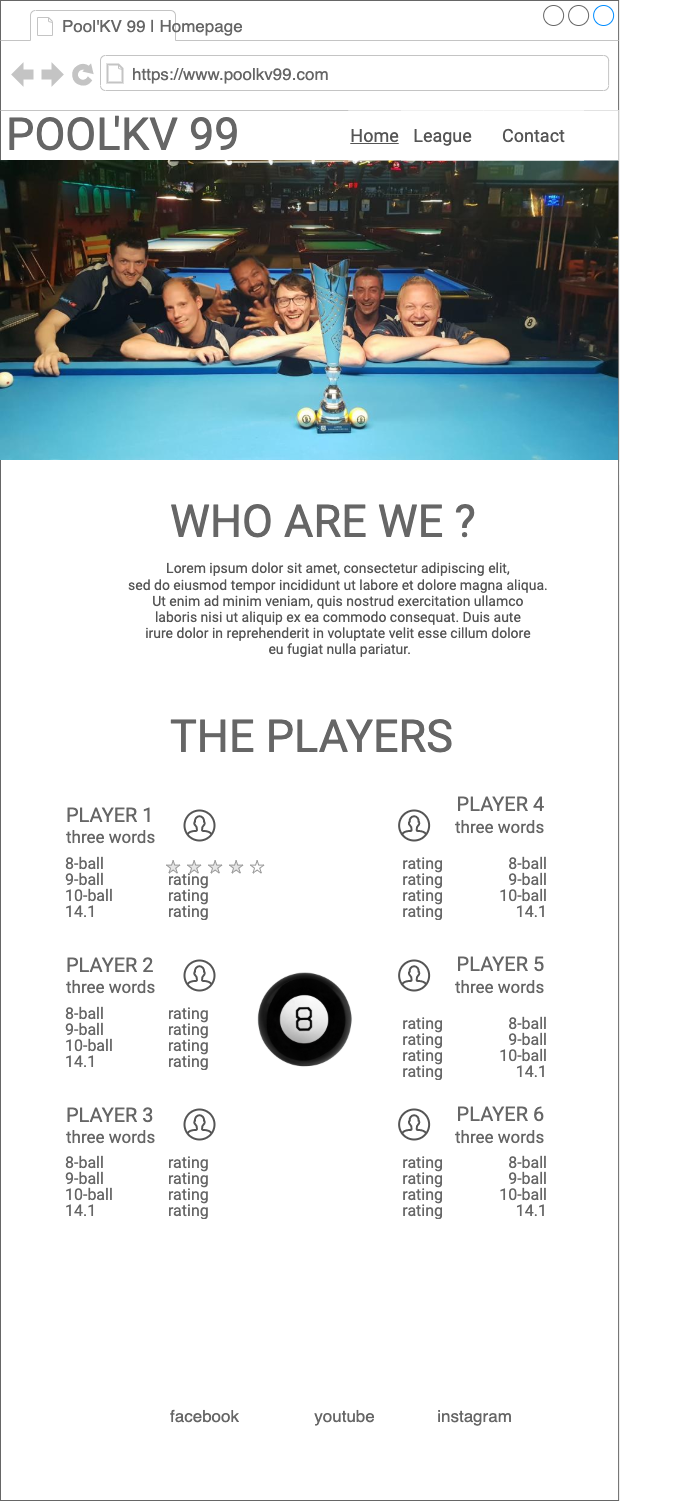 Pool'KV 99 | Homepage
https://www.poolkv99.com
POOL'KV 99
Home League Contact
WHO ARE WE ?
Lorem ipsum dolor sit amet, consectetur adipiscing elit,
sed do eiusmod tempor incididunt ut labore et dolore magna aliqua.
Ut enim ad minim veniam, quis nostrud exercitation ullamco
laboris nisi ut aliquip ex ea commodo consequat. Duis aute
irure dolor in reprehenderit in voluptate velit esse cillum dolore
eu fugiat nulla pariatur.
THE PLAYERS
PLAYER 1
three words
8-ball
9-ball rating
10-ball rating
14.1 rating
PLAYER 4
three words
rating 8-ball
rating 9-ball
rating 10-ball
rating 14.1
PLAYER 2
three words
8-ball rating
9-ball rating
10-ball rating
14.1 rating
8
PLAYER 5
three words
rating 8-ball
rating 9-ball
rating 10-ball
rating 14.1
PLAYER 3
three words
8-ball rating
9-ball rating
10-ball rating
14.1 rating
PLAYER 6
three words
rating 8-ball
rating 9-ball
rating 10-ball
rating 14.1
facebook youtube instagram